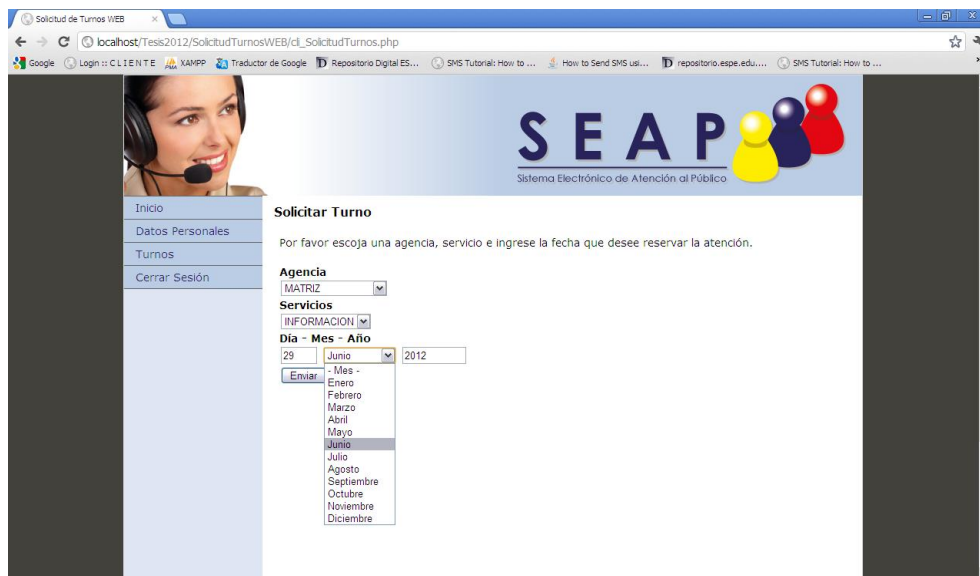 Solicitud de Turnos WEB
localhost/Tesis2012/SolicitudTurnosWEB/cli_SolicitudTurnos.php
Google Login :: C L I E N T E XAMPP Traductor de Google Repositorio Digital ES... SMS Tutorial: How to ... How to Send SMS usi... repositorio.espe.edu.... SMS Tutorial: How to ...
SEAP
Sistema Electrónico de Atención al Público
Inicio
Datos Personales
Turnos
Cerrar Sesión
Solicitar Turno
Por favor escoja una agencia, servicio e ingrese la fecha que desee reservar la atención.
Agencia
MATRIZ
Servicios
INFORMACION
Día - Mes - Año
29 Junio 2012
Enviar
- Mes -
Enero
Febrero
Marzo
Abril
Mayo
Junio
Julio
Agosto
Septiembre
Octubre
Noviembre
Diciembre